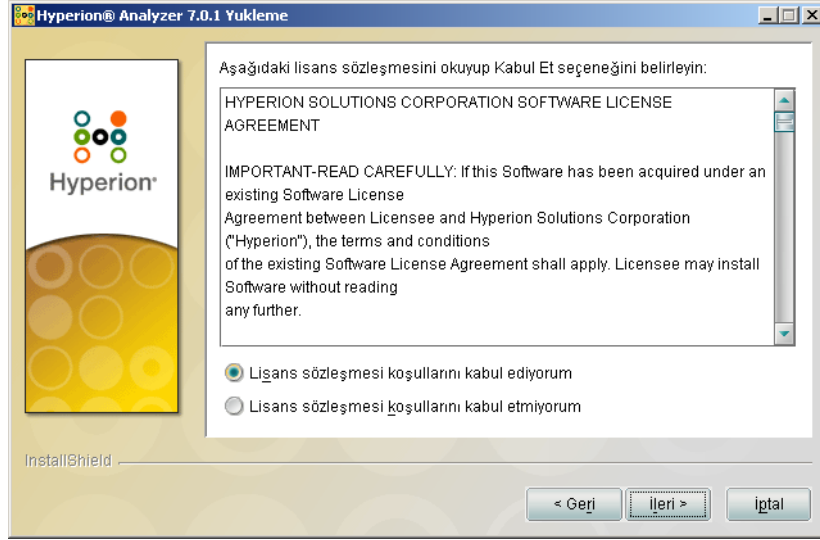 Hyperion® Analyzer 7.0.1 Yukleme
Hyperion
Aşağıdaki lisans sözleşmesini okuyup Kabul Et seçeneğini belirleyin:
HYPERION SOLUTIONS CORPORATION SOFTWARE LICENSE
AGREEMENT
IMPORTANT-READ CAREFULLY: If this Software has been acquired under an
existing Software License
Agreement between Licensee and Hyperion Solutions Corporation
("Hyperion"), the terms and conditions
of the existing Software License Agreement shall apply. Licensee may install
Software without reading
any further.
Lisans sözleşmesi koşullarını kabul ediyorum
Lisans sözleşmesi koşullarını kabul etmiyorum
InstallShield
< Geri
İleri >
İptal